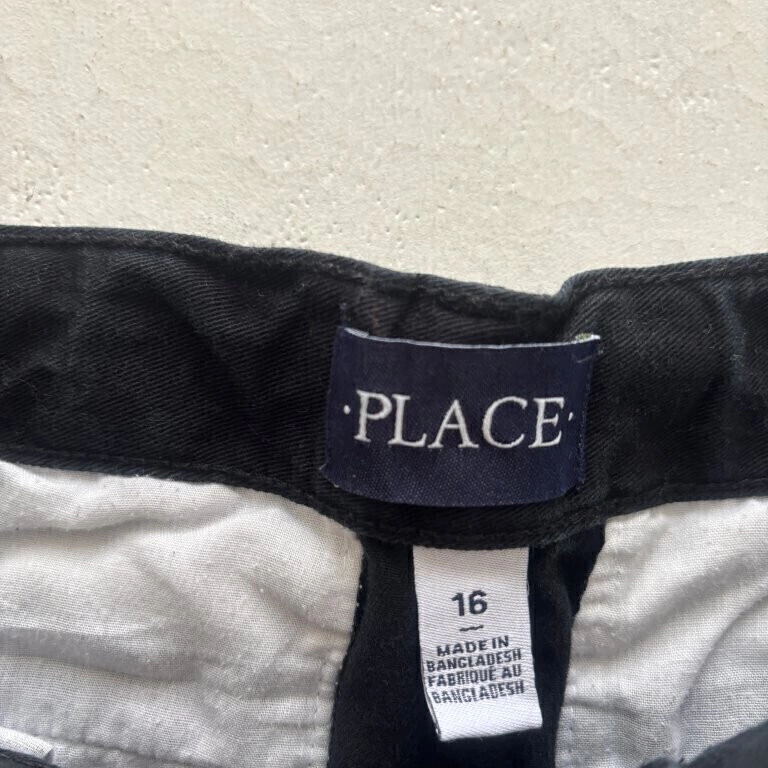 ·PLACE·
16
MADE IN
BANGLADESH
FABRIQUÉ AU
BANGLADESH